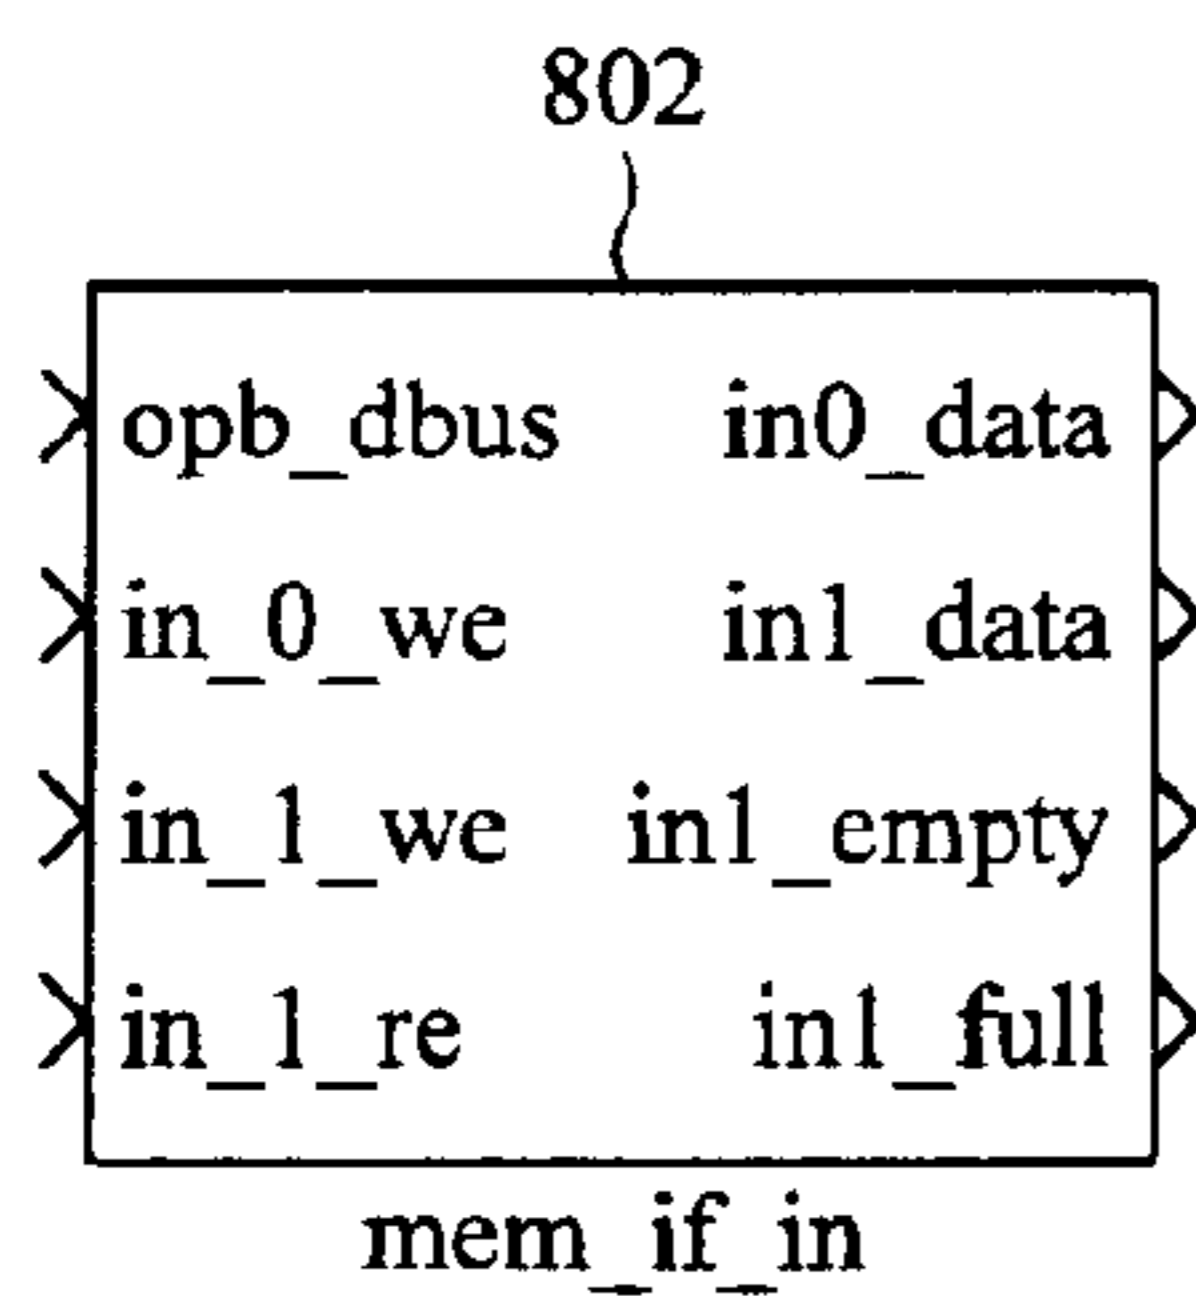 802
opb_dbus in0_data
in_0_we in1_data
in_1_we in1_empty
in_1_re in1_full
mem_if_in